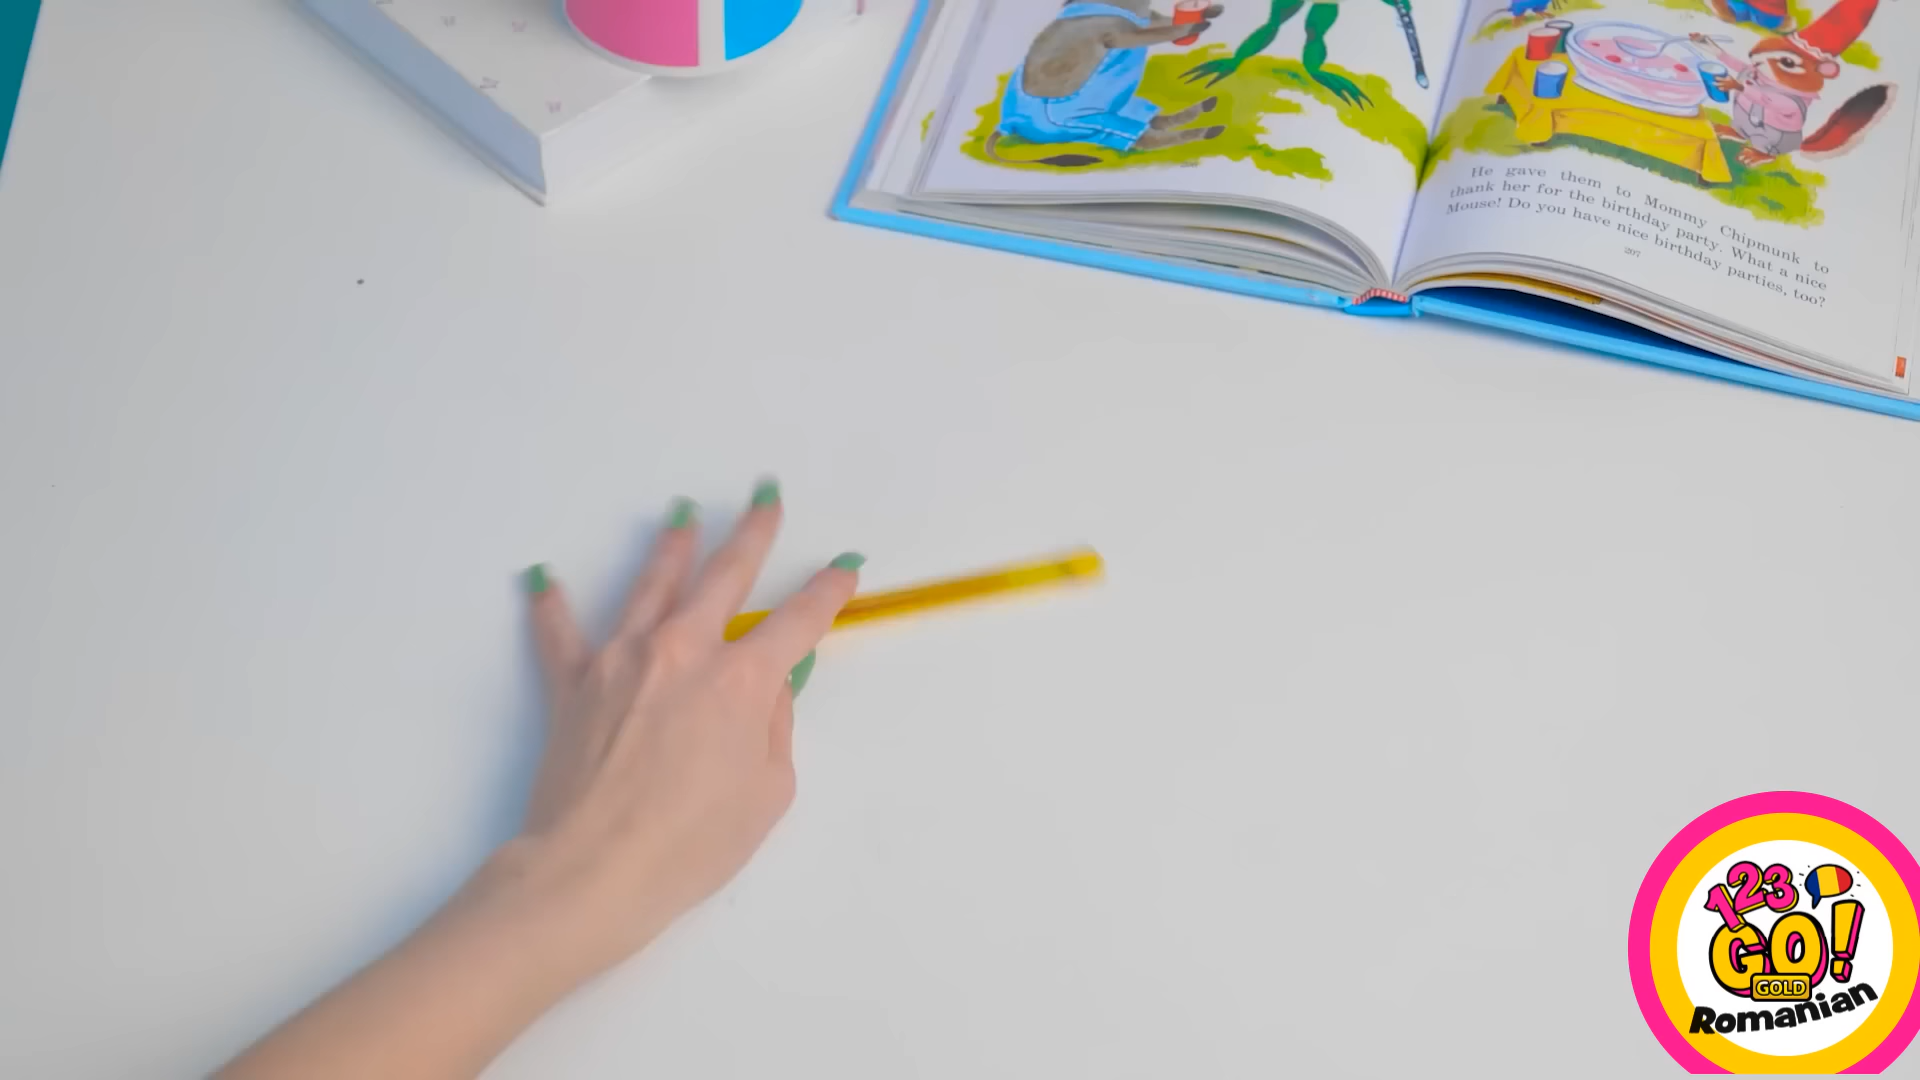 He gave them to Mommy Chipmunk to
thank her for the birthday party. What a nice
Mouse! Do you have nice birthday parties, too?
207
123
GO!
GOLD
Romanian